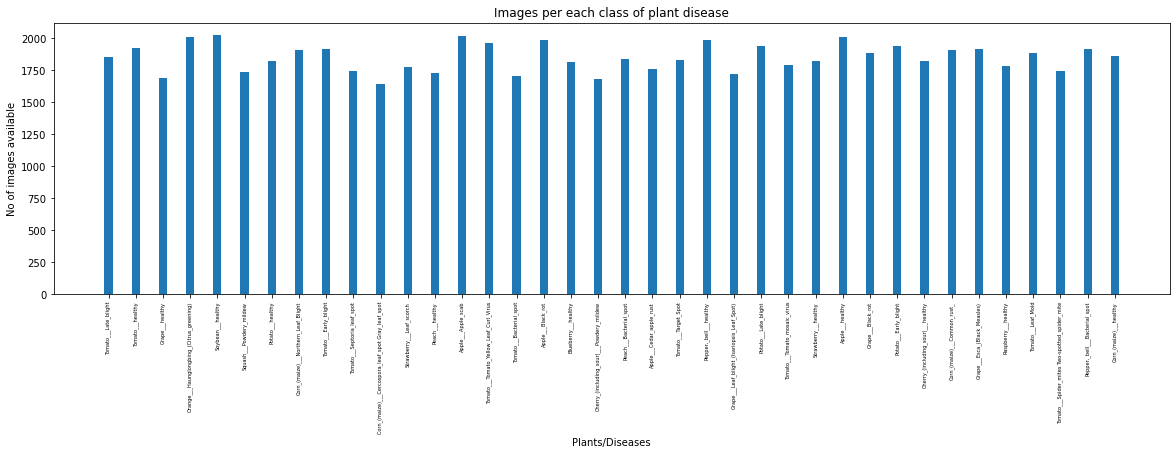 Images per each class of plant disease
No of images available
2000
1750
1500
1250
1000
750
500
250
0
Tomato___Late_blight
Tomato___healthy
Grape___healthy
Orange___Haunglongbing_(Citrus_greening)
Soybean___healthy
Squash___Powdery_mildew
Potato___healthy
Corn_(maize)___Northern_Leaf_Blight
Tomato___Early_blight
Tomato___Septoria_leaf_spot
Corn_(maize)___Cercospora_leaf_spot Gray_leaf_spot
Strawberry___Leaf_scorch
Peach___healthy
Apple___Apple_scab
Tomato___Tomato_Yellow_Leaf_Curl_Virus
Tomato___Bacterial_spot
Apple___Black_rot
Blueberry___healthy
Cherry_(including_sour)___Powdery_mildew
Peach___Bacterial_spot
Apple___Cedar_apple_rust
Tomato___Target_Spot
Pepper,_bell___healthy
Grape___Leaf_blight_(Isariopsis_Leaf_Spot)
Potato___Late_blight
Tomato___Tomato_mosaic_virus
Strawberry___healthy
Apple___healthy
Grape___Black_rot
Potato___Early_blight
Cherry_(including_sour)___healthy
Corn_(maize)___Common_rust_
Grape___Esca_(Black_Measles)
Raspberry___healthy
Tomato___Leaf_Mold
Tomato___Spider_mites Two-spotted_spider_mite
Pepper,_bell___Bacterial_spot
Corn_(maize)___healthy
Plants/Diseases